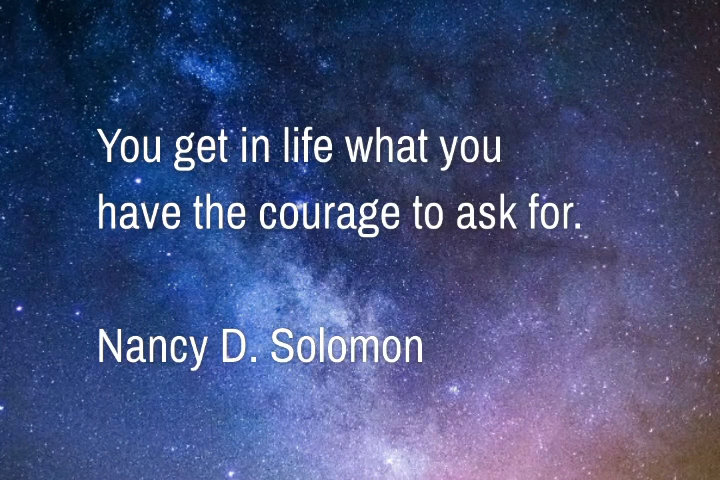 You get in life what you
have the courage to ask for.
Nancy D. Solomon